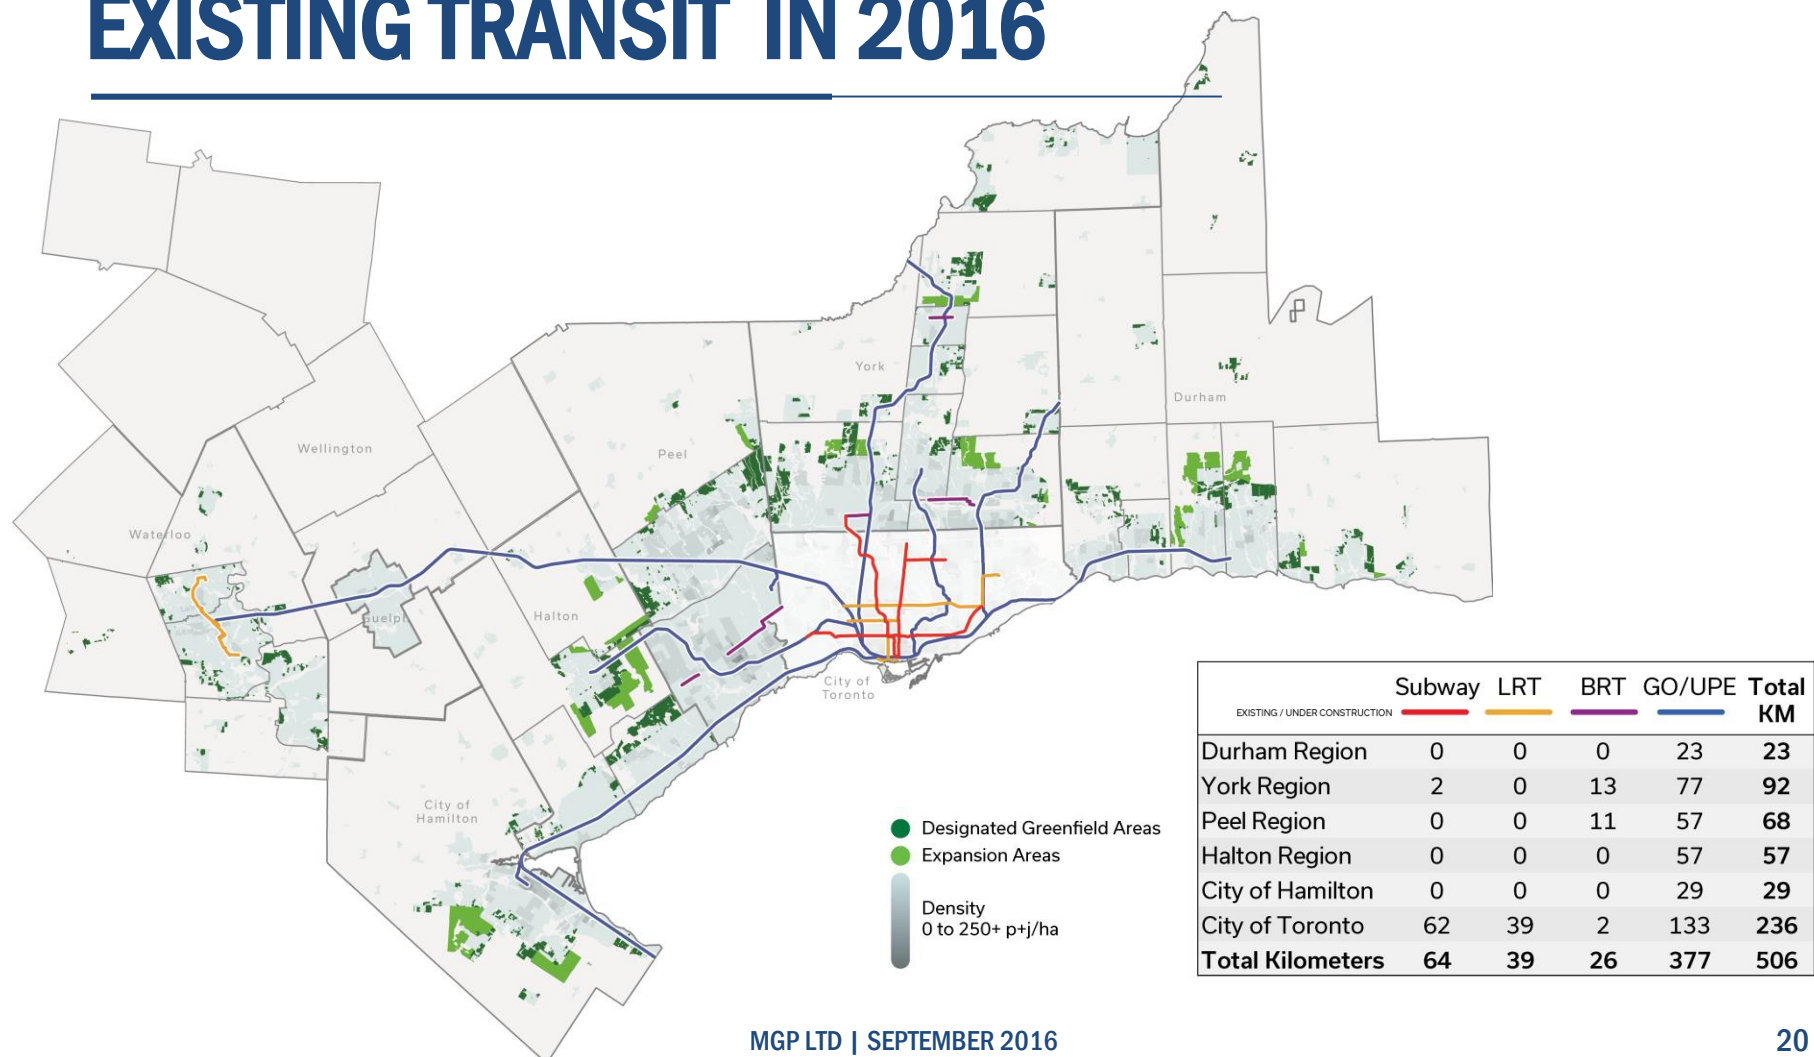 EXISTING TRANSIT IN 2016
York
Durham
Wellington
Peel
Waterloo
Guelph
Halton
City of
Toronto
City of
Hamilton
Designated Greenfield Areas
Expansion Areas
Density
0 to 250+ p+j/ha
Subway LRT BRT GO/UPE Total
KM
EXISTING / UNDER CONSTRUCTION
Durham Region 0 0 0 23 23
York Region 2 0 13 77 92
Peel Region 0 0 11 57 68
Halton Region 0 0 0 57 57
City of Hamilton 0 0 0 29 29
City of Toronto 62 39 2 133 236
Total Kilometers 64 39 26 377 506
MGP LTD | SEPTEMBER 2016
20